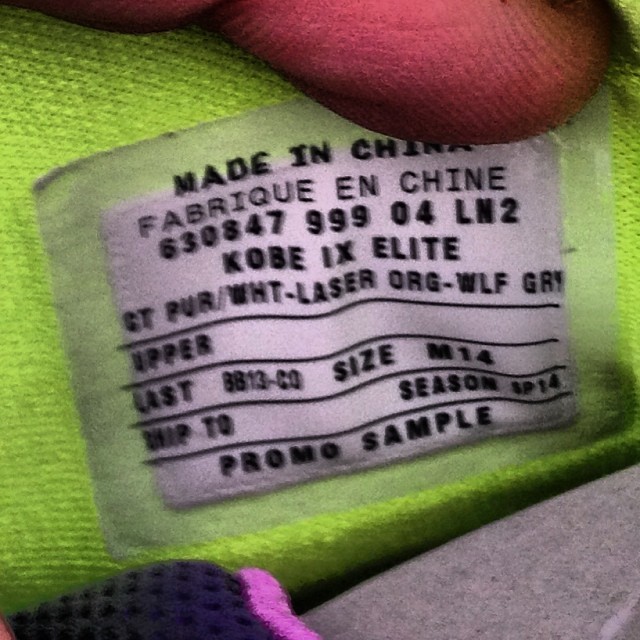 MADE IN CHINA
FABRIQUE EN CHINE
630847 999 04 LN2
KOBE IX ELITE
CT PUR/WHT-LASER ORG-WLF GRY
UPPER
LAST BB13-CO SIZE M14
SHIP TO SEASON SP14
PROMO SAMPLE